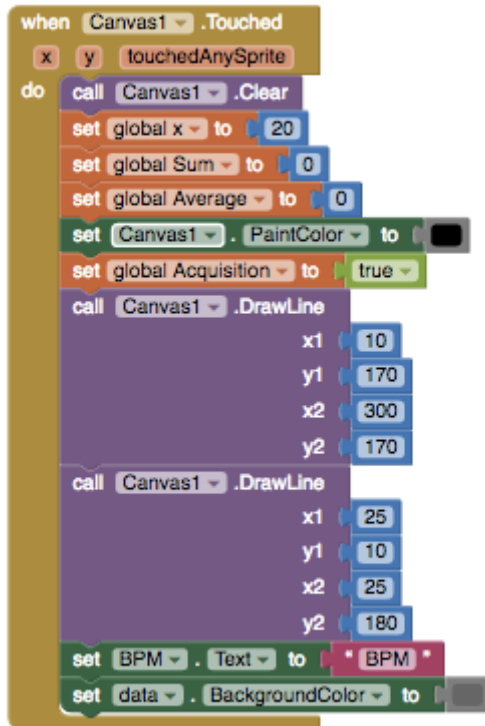 when Canvas1 .Touched
x y touchedAnySprite
do call Canvas1 .Clear
set global x to 20
set global Sum to 0
set global Average to 0
set Canvas1 . PaintColor to
set global Acquisition to true
call Canvas1 .DrawLine
x1 10
y1 170
x2 300
y2 170
call Canvas1 .DrawLine
x1 25
y1 10
x2 25
y2 180
set BPM . Text to " BPM "
set data . BackgroundColor to